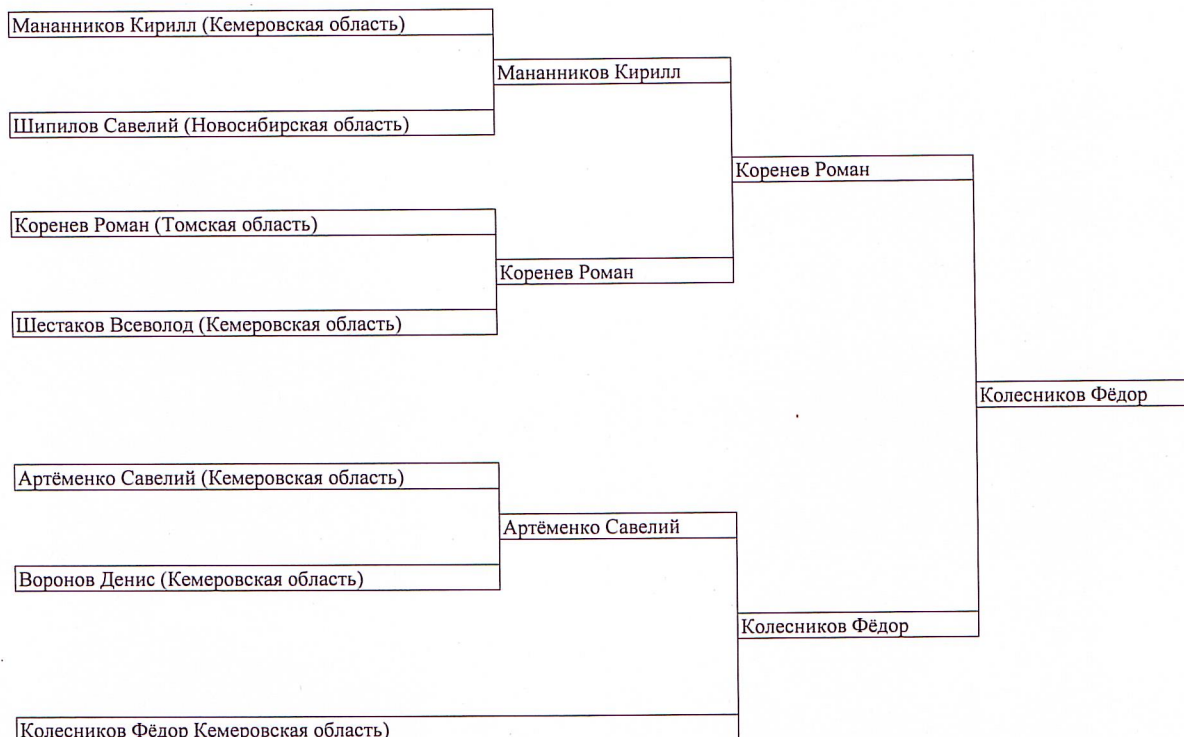 Мананников Кирилл (Кемеровская область)
Мананников Кирилл
Шипилов Савелий (Новосибирская область)
Коренев Роман
Коренев Роман (Томская область)
Коренев Роман
Шестаков Всеволод (Кемеровская область)
Колесников Фёдор
Артёменко Савелий (Кемеровская область)
Артёменко Савелий
Воронов Денис (Кемеровская область)
Колесников Фёдор
Колесников Фёдор Кемеровская область)